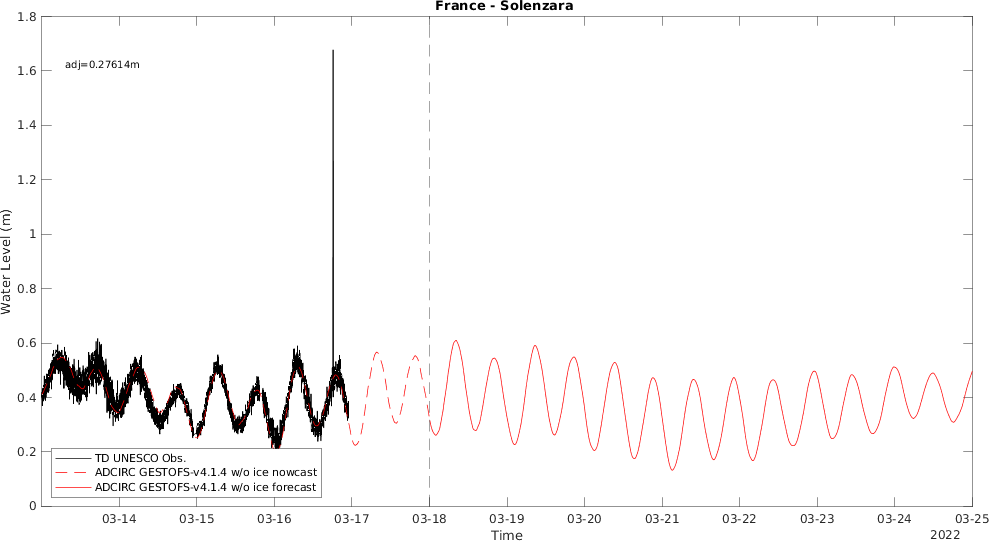 France - Solenzara
1.8
1.6
1.4
1.2
1
0.8
0.6
0.4
0.2
0
Water Level (m)
adj=0.27614m
TD UNESCO Obs.
ADCIRC GESTOFS-v4.1.4 w/o ice nowcast
ADCIRC GESTOFS-v4.1.4 w/o ice forecast
03-14 03-15 03-16 03-17 03-18 03-19 03-20 03-21 03-22 03-23 03-24 03-25
Time
2022